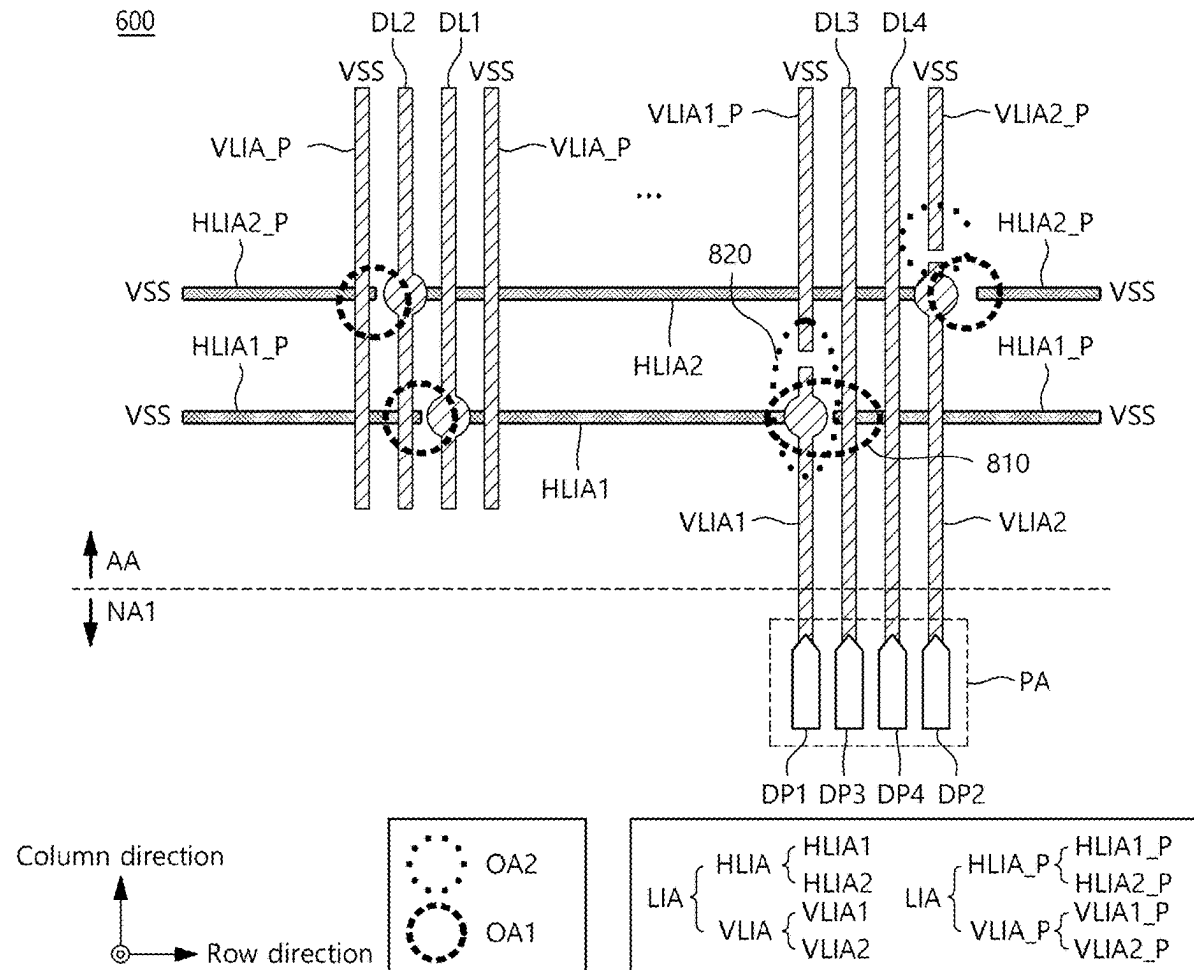 600
DL2 DL1 DL3 DL4
VSS VSS VSS VSS
VLIA_P VLIA_P VLIA1_P VLIA2_P
...
HLIA2_P 820 HLIA2_P
VSS VSS
HLIA1_P HLIA2 HLIA1_P
VSS VSS
HLIA1 810
VLIA1 VLIA2
AA
NA1
PA
DP1 DP3 DP4 DP2
Column direction
Row direction
OA2
OA1
LIA HLIA HLIA1
HLIA2
VLIA VLIA1
VLIA2
LIA HLIA_P HLIA1_P
HLIA2_P
VLIA_P VLIA1_P
VLIA2_P